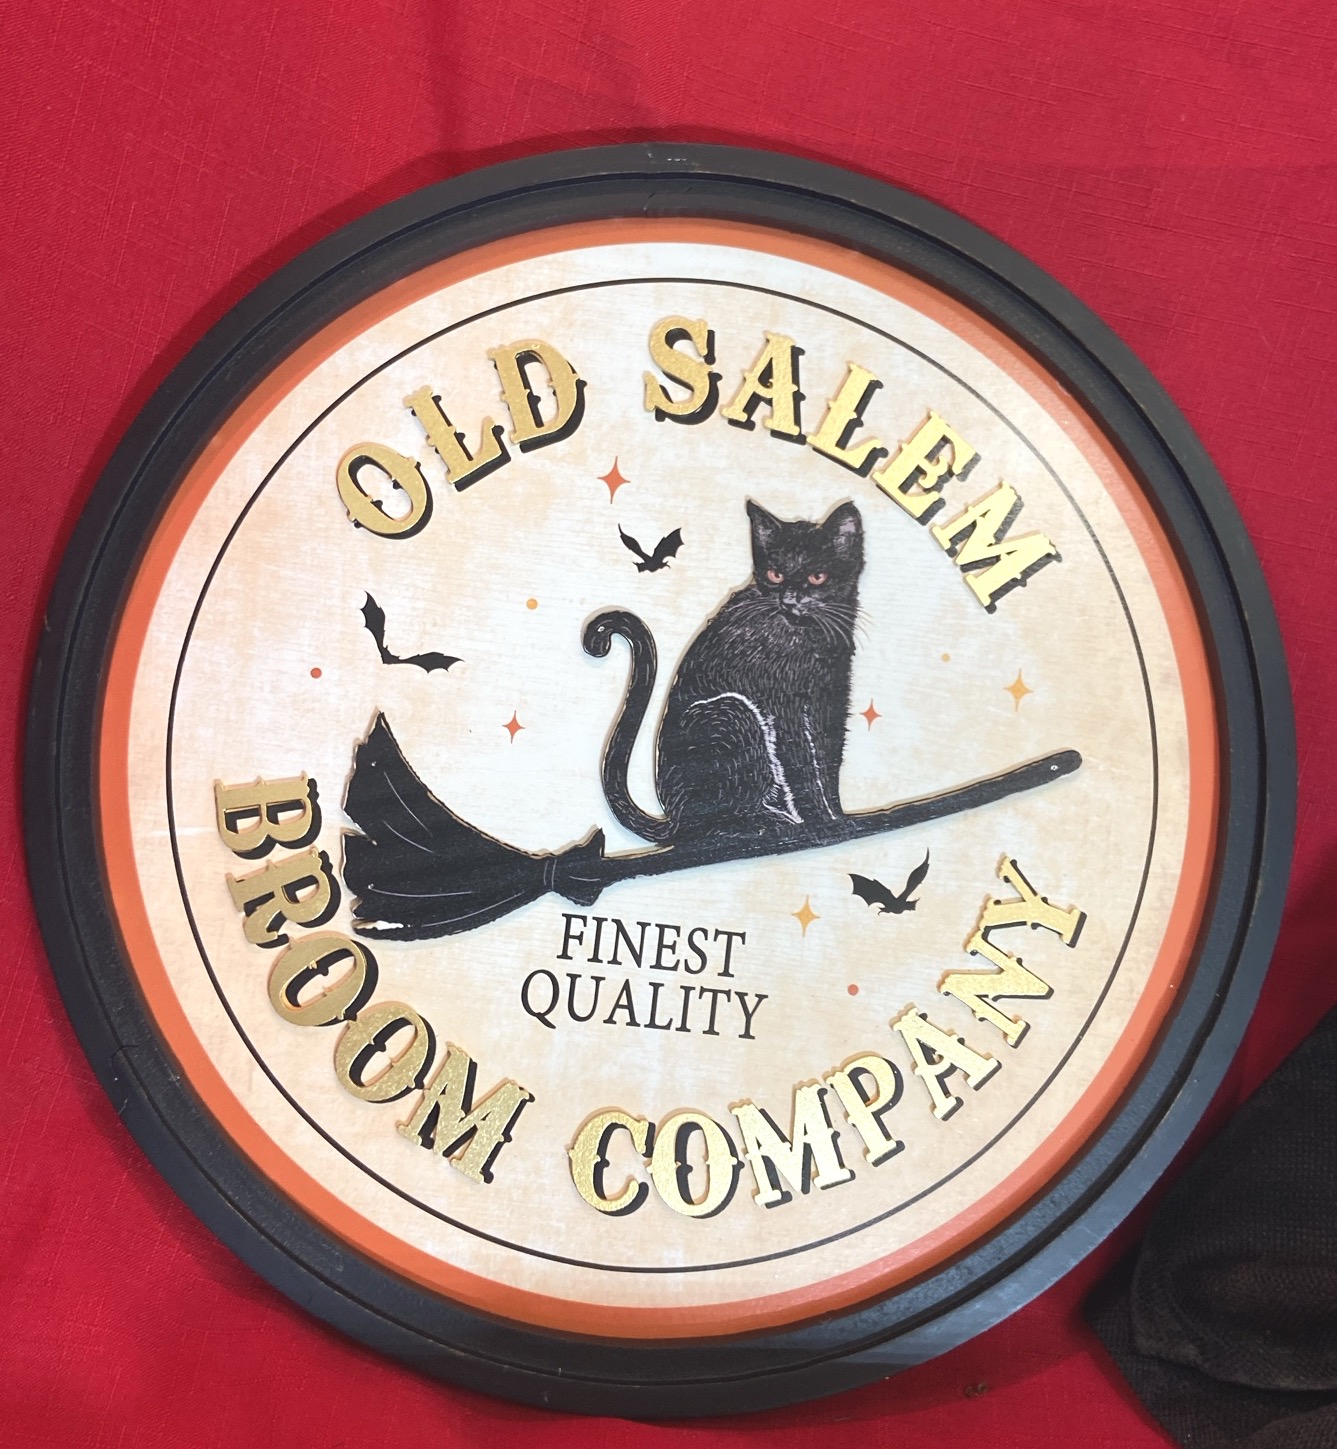 OLD SALEM
FINEST
QUALITY
BROOM COMPANY